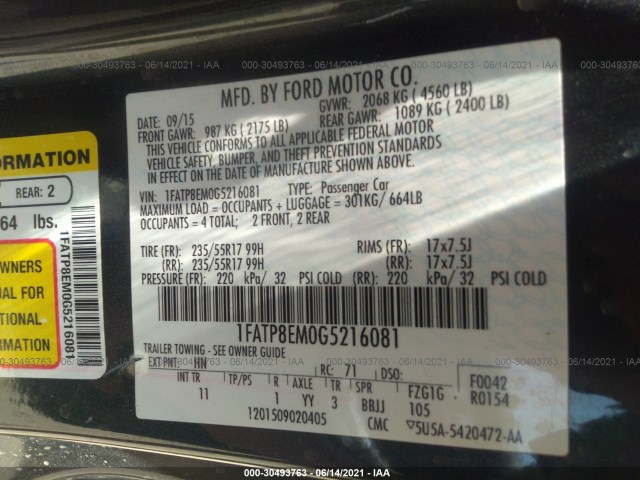 000-30493763 - 06/14/2021 - IAA
MFD. BY FORD MOTOR CO.
DATE: 09/15 GVWR: 2068 KG ( 4560 LB)
FRONT GAWR: 987 KG ( 2175 LB) REAR GAWR: 1089 KG ( 2400 LB)
THIS VEHICLE CONFORMS TO ALL APPLICABLE FEDERAL MOTOR
VEHICLE SAFETY, BUMPER, AND THEFT PREVENTION STANDARDS
IN EFFECT ON THE DATE OF MANUFACTURE SHOWN ABOVE.
VIN: 1FATP8EM0G5216081 TYPE: Passenger Car
MAXIMUM LOAD = OCCUPANTS + LUGGAGE = 301KG/ 664LB
OCCUPANTS = 4 TOTAL; 2 FRONT, 2 REAR
TIRE (FR): 235/55R17 99H RIMS (FR): 17x7.5J
(RR): 235/55R17 99H (RR): 17x7.5J
PRESSURE (FR): 220 kPa/ 32 PSI COLD (RR): 220 kPa/ 32 PSI COLD
1FATP8EM0G5216081
TRAILER TOWING - SEE OWNER GUIDE
EXT PNT: HN RC: 71 DSO:
INT TR TP/PS R AXLE TR SPR FZG1G F0042
11 1 YY 3 BBJJ 105 R0154
1201509020405 CMC 5U5A-5420472-AA
FORMATION
REAR: 2
64 lbs.
OWNERS
UAL FOR
TIONAL
RMATION
1FATP8EM0G5216081